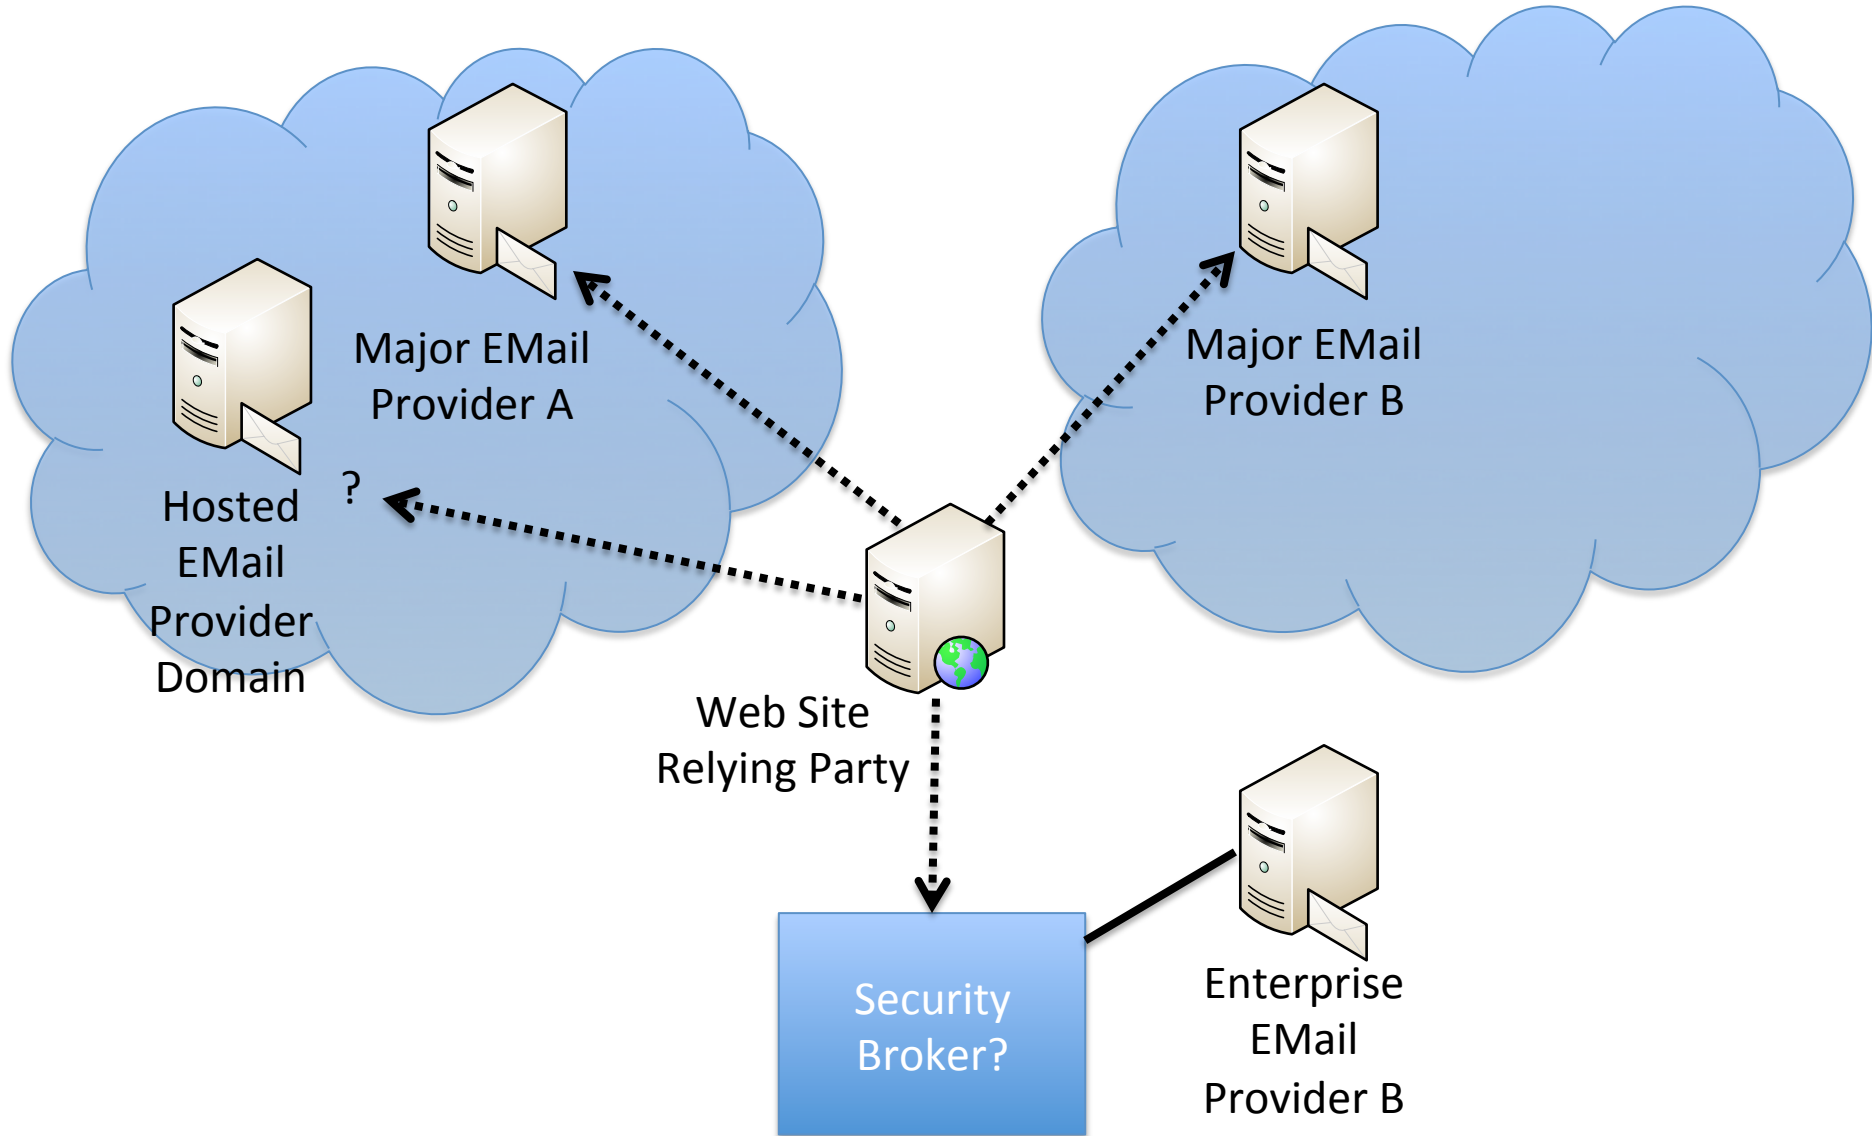 Major EMail
Provider A
Major EMail
Provider B
?
Hosted
EMail
Provider
Domain
Web Site
Relying Party
Security
Broker?
Enterprise
EMail
Provider B